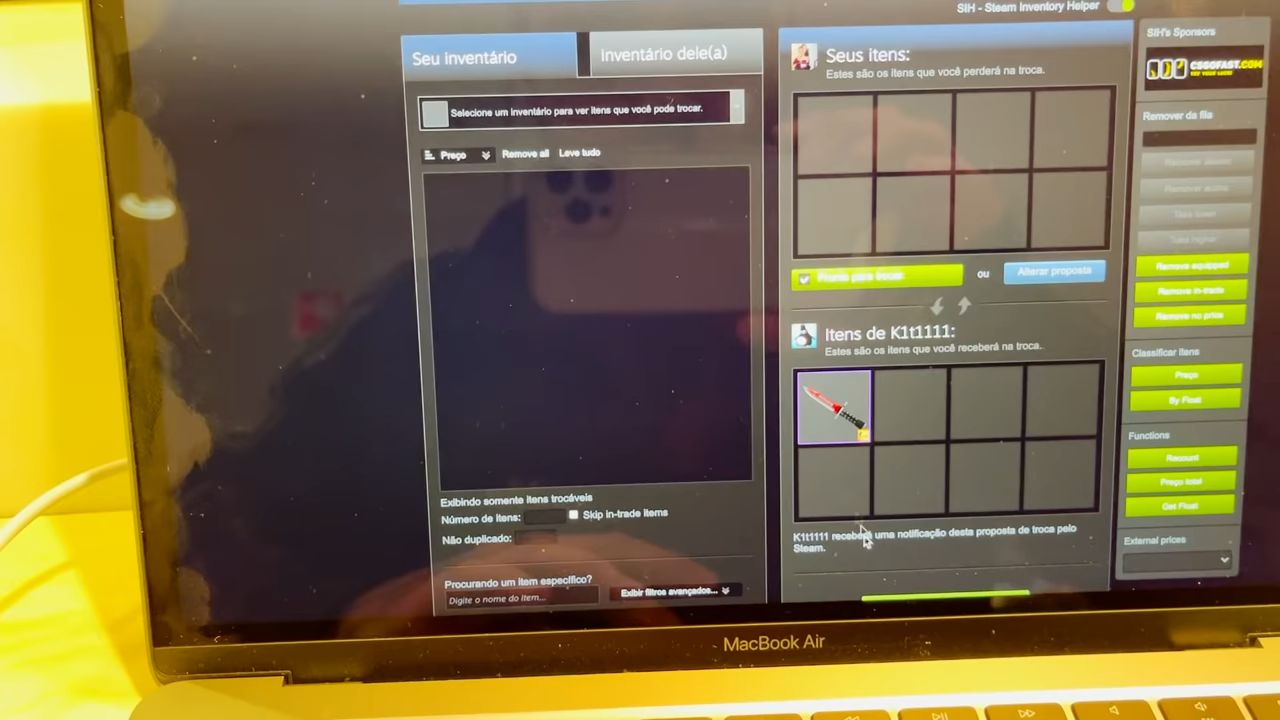 SIH - Steam Inventory Helper
Seu inventário
Inventário dele(a)
Selecione um inventário para ver itens que você pode trocar.
Preço
Remove all
Leve tudo
Exibindo somente itens trocáveis
Número de itens:
Skip in-trade items
Não duplicado:
Procurando um item específico?
Digite o nome do item...
Exibir filtros avançados...
Seus itens:
Estes são os itens que você perderá na troca.
Pronto para trocar
ou
Alterar proposta
Itens de K1t1111:
Estes são os itens que você receberá na troca.
K1t1111 receberá uma notificação desta proposta de troca pelo
Steam.
SIH's Sponsors
CSGOFAST.COM
Remover da fila
Remove equipped
Remove in-trade
Remove no price
Classificar itens
Preço
By Float
Functions
Recount
Preço total
Get Float
External prices
MacBook Air